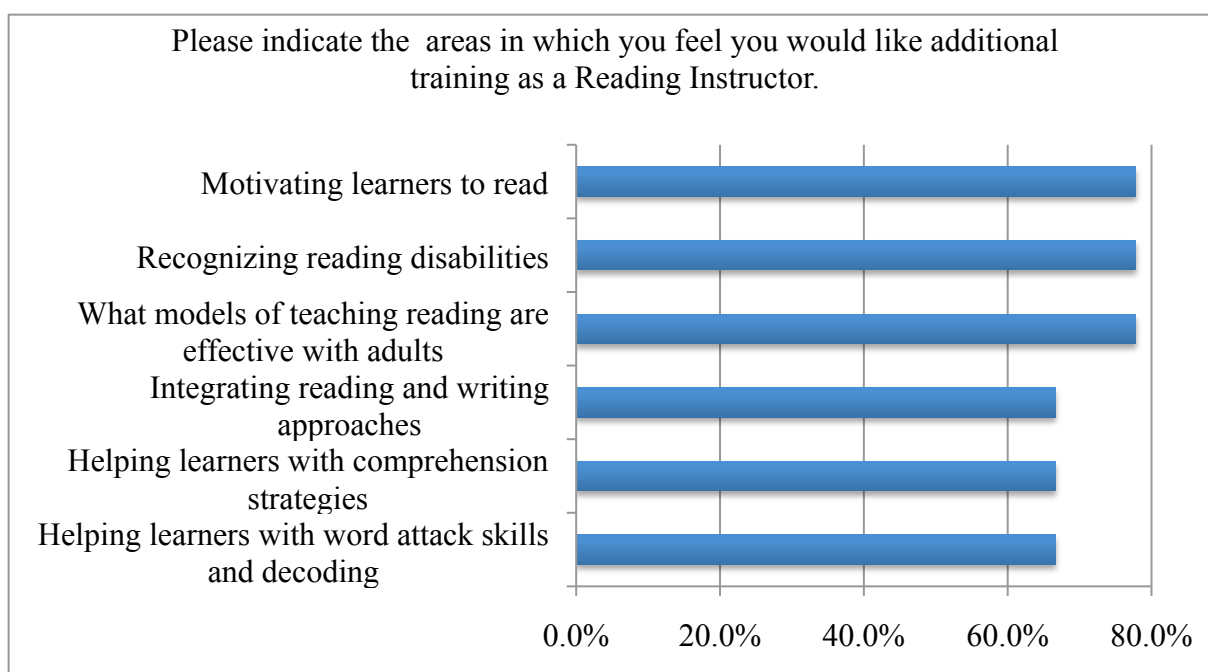 Please indicate the  areas in which you feel you would like additional
training as a Reading Instructor.
Motivating learners to read
Recognizing reading disabilities
What models of teaching reading are
effective with adults
Integrating reading and writing
approaches
Helping learners with comprehension
strategies
Helping learners with word attack skills
and decoding
0.0% 20.0% 40.0% 60.0% 80.0%